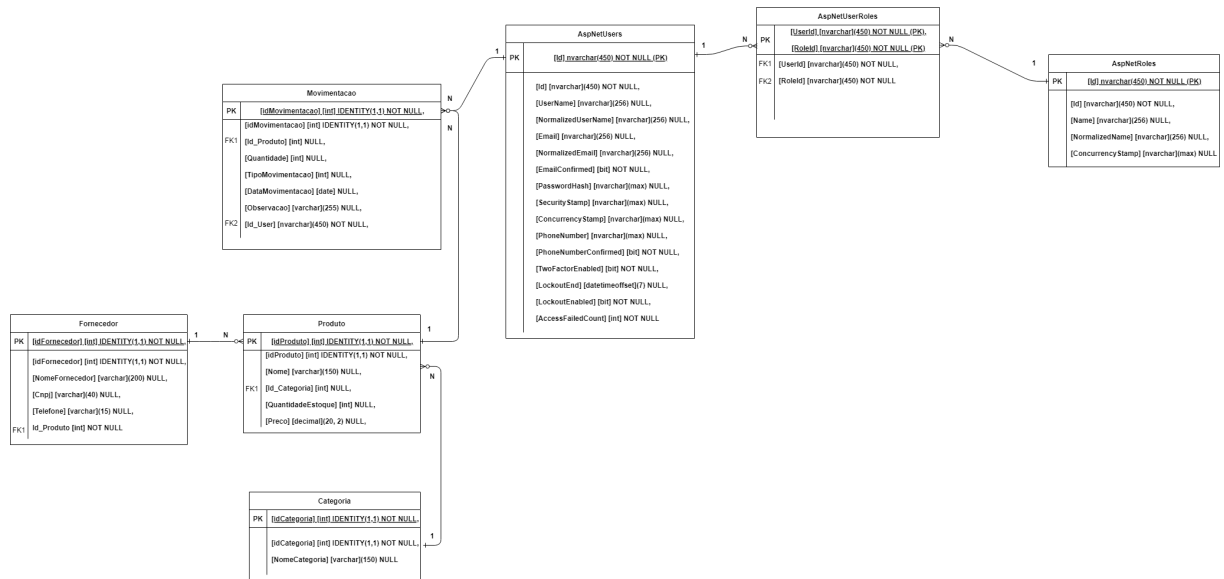 AspNetUsers
PK
[Id] nvarchar(450) NOT NULL (PK)
[Id] [nvarchar](450) NOT NULL,
[UserName] [nvarchar](256) NULL,
[NormalizedUserName] [nvarchar](256) NULL,
[Email] [nvarchar](256) NULL,
[NormalizedEmail] [nvarchar](256) NULL,
[EmailConfirmed] [bit] NOT NULL,
[PasswordHash] [nvarchar](max) NULL,
[SecurityStamp] [nvarchar](max) NULL,
[ConcurrencyStamp] [nvarchar](max) NULL,
[PhoneNumber] [nvarchar](max) NULL,
[PhoneNumberConfirmed] [bit] NOT NULL,
[TwoFactorEnabled] [bit] NOT NULL,
[LockoutEnd] [datetimeoffset](7) NULL,
[LockoutEnabled] [bit] NOT NULL,
[AccessFailedCount] [int] NOT NULL
1
1
N
AspNetUserRoles
PK
[UserId] [nvarchar](450) NOT NULL (PK),
[RoleId] [nvarchar](450) NOT NULL (PK)
FK1 [UserId] [nvarchar](450) NOT NULL,
FK2 [RoleId] [nvarchar](450) NOT NULL
N
1
AspNetRoles
PK
[Id] nvarchar(450) NOT NULL (PK)
[Id] [nvarchar](450) NOT NULL,
[Name] [nvarchar](256) NULL,
[NormalizedName] [nvarchar](256) NULL,
[ConcurrencyStamp] [nvarchar](max) NULL
Movimentacao
PK
[idMovimentacao] [int] IDENTITY(1,1) NOT NULL,
[idMovimentacao] [int] IDENTITY(1,1) NOT NULL,
FK1 [Id_Produto] [int] NULL,
[Quantidade] [int] NULL,
[TipoMovimentacao] [int] NULL,
[DataMovimentacao] [date] NULL,
[Observacao] [varchar](255) NULL,
FK2 [Id_User] [nvarchar](450) NOT NULL,
N
N
Fornecedor
PK
[idFornecedor] [int] IDENTITY(1,1) NOT NULL,
[idFornecedor] [int] IDENTITY(1,1) NOT NULL,
[NomeFornecedor] [varchar](200) NULL,
[Cnpj] [varchar](40) NULL,
[Telefone] [varchar](15) NULL,
FK1 Id_Produto [int] NOT NULL
1
N
Produto
PK
[idProduto] [int] IDENTITY(1,1) NOT NULL,
[idProduto] [int] IDENTITY(1,1) NOT NULL,
[Nome] [varchar](150) NULL,
FK1 [Id_Categoria] [int] NULL,
[QuantidadeEstoque] [int] NULL,
[Preco] [decimal](20, 2) NULL,
1
N
Categoria
PK
[idCategoria] [int] IDENTITY(1,1) NOT NULL,
[idCategoria] [int] IDENTITY(1,1) NOT NULL,
[NomeCategoria] [varchar](150) NULL
1